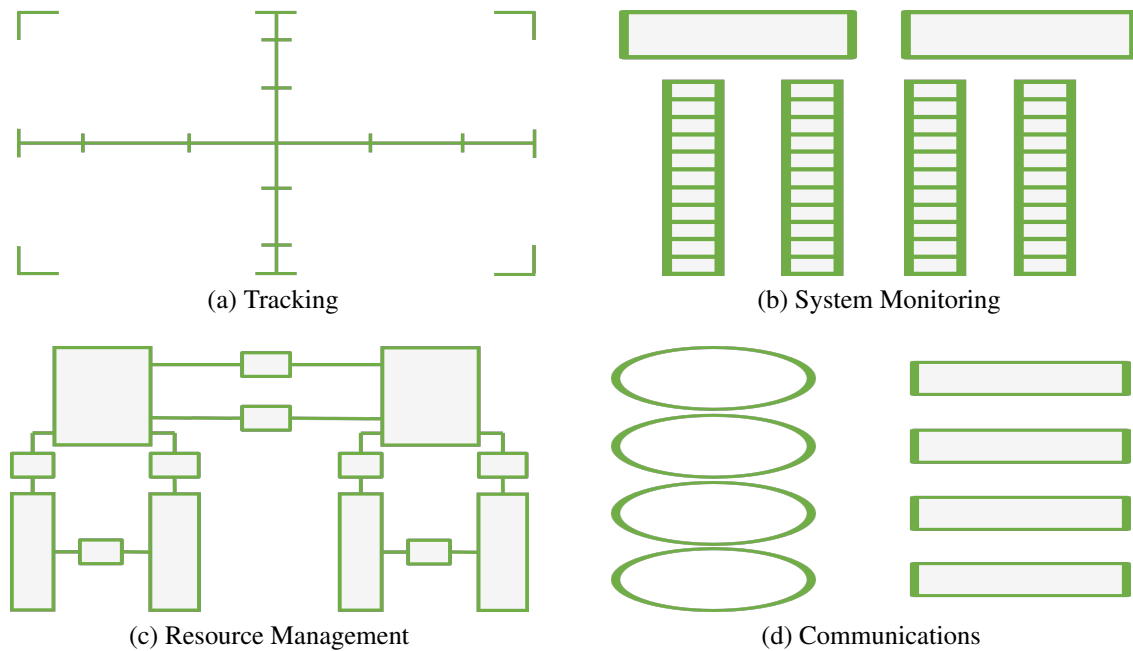 (a) Tracking
(b) System Monitoring
(c) Resource Management
(d) Communications